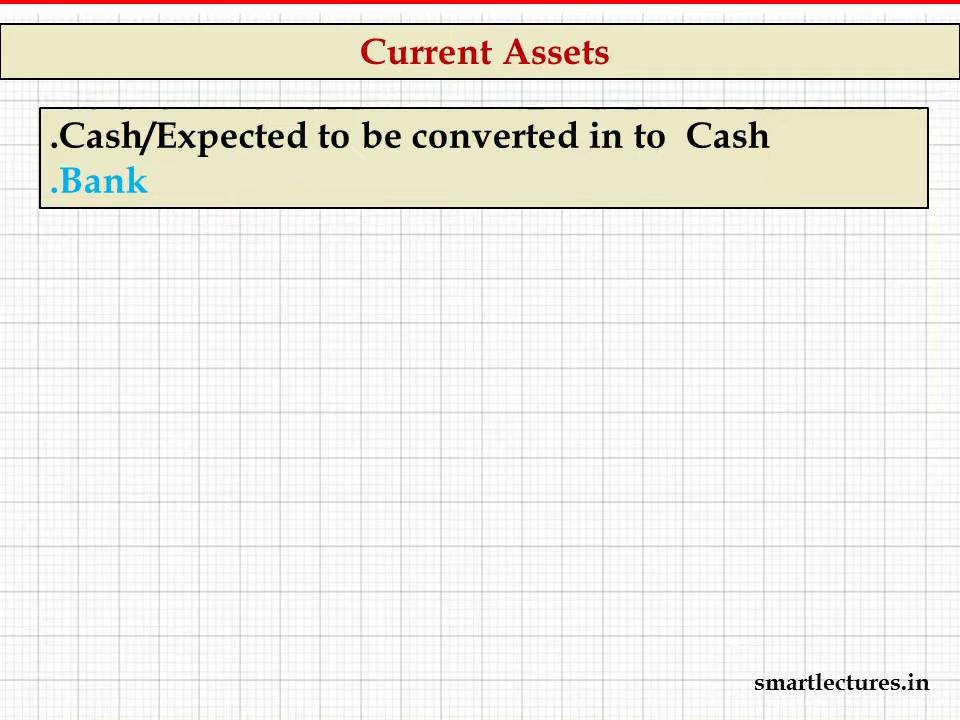 Current Assets
.Cash/Expected to be converted in to  Cash
.Bank
smartlectures.in